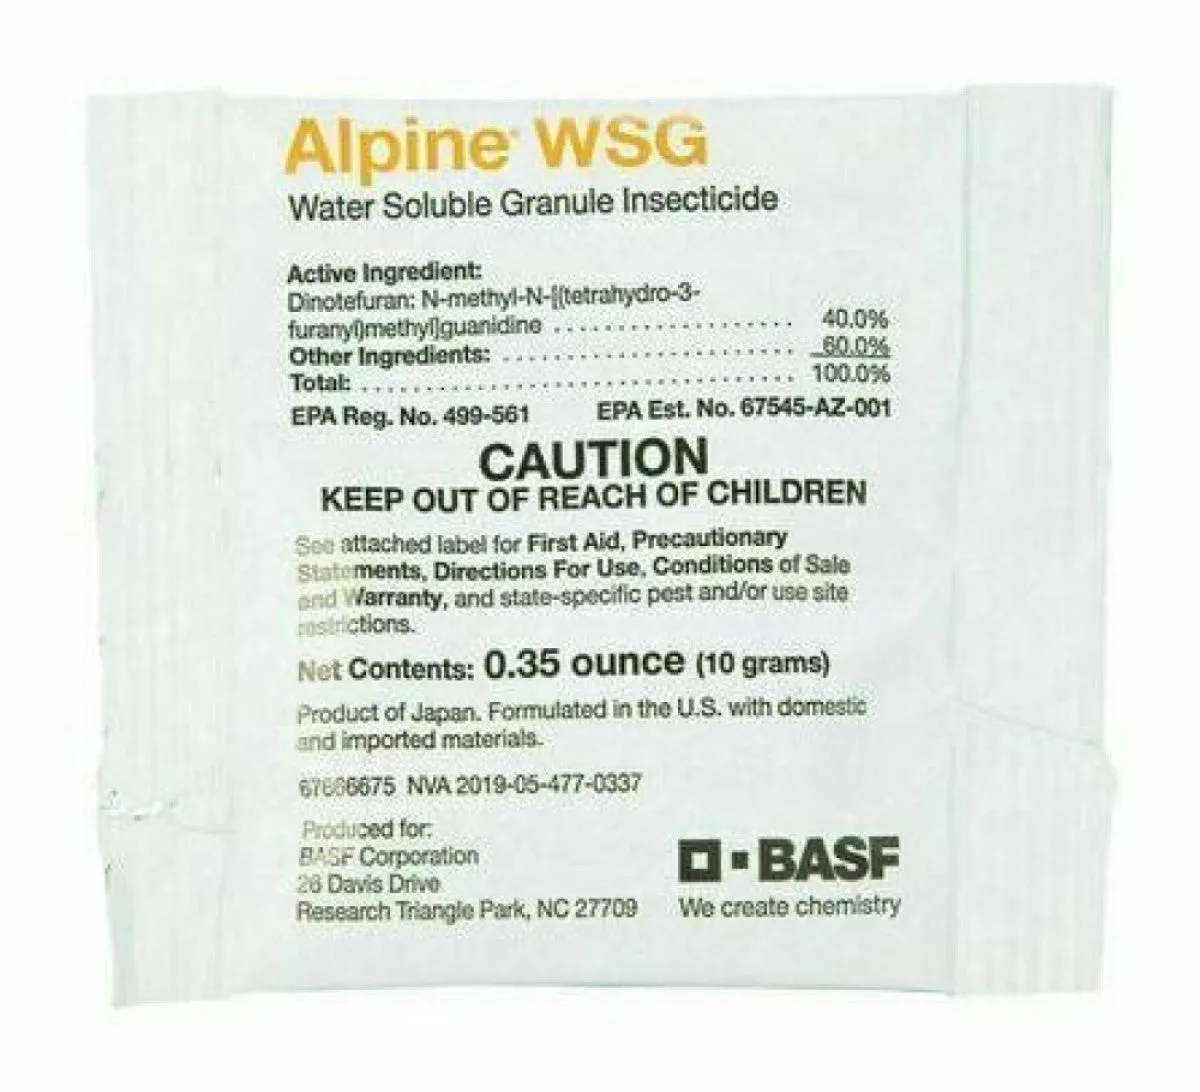 Alpine® WSG
Water Soluble Granule Insecticide
Active Ingredient:
Dinotefuran: N-methyl-N-[(tetrahydro-3-
furanyl)methyl]guanidine .................... 40.0%
Other Ingredients: ........................ 60.0%
Total: .................................. 100.0%
EPA Reg. No. 499-561 EPA Est. No. 67545-AZ-001
CAUTION
KEEP OUT OF REACH OF CHILDREN
See attached label for First Aid, Precautionary
Statements, Directions For Use, Conditions of Sale
and Warranty, and state-specific pest and/or use site
restrictions.
Net Contents: 0.35 ounce (10 grams)
Product of Japan. Formulated in the U.S. with domestic
and imported materials.
NVA 2019-05-477-0337
Produced for:
BASF Corporation
26 Davis Drive
Research Triangle Park, NC 27709
BASF
We create chemistry